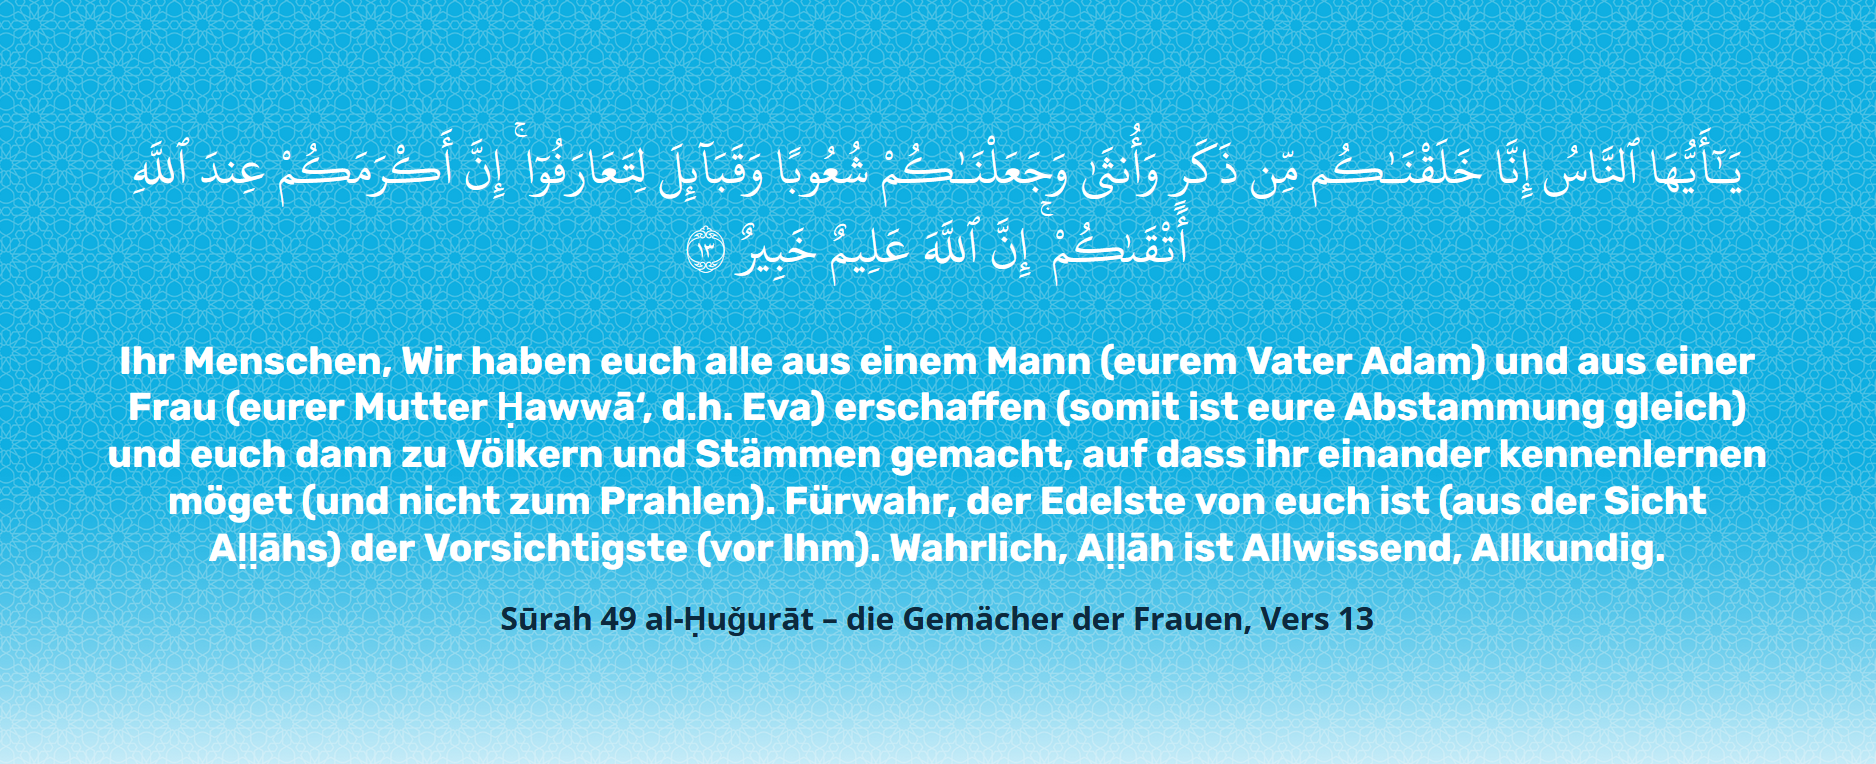 يَـٰٓأَيُّهَا ٱلنَّاسُ إِنَّا خَلَقْنَـٰكُم مِّن ذَكَرٍ وَأُنثَىٰ وَجَعَلْنَـٰكُمْ شُعُوبًا وَقَبَآئِلَ لِتَعَارَفُوٓا۟ ۚ إِنَّ أَكْرَمَكُمْ عِندَ ٱللَّهِ
أَتْقَىٰكُمْ ۚ إِنَّ ٱللَّهَ عَلِيمٌ خَبِيرٌ ١٣
Ihr Menschen, Wir haben euch alle aus einem Mann (eurem Vater Adam) und aus einer
Frau (eurer Mutter Ḥawwā‘, d.h. Eva) erschaffen (somit ist eure Abstammung gleich)
und euch dann zu Völkern und Stämmen gemacht, auf dass ihr einander kennenlernen
möget (und nicht zum Prahlen). Fürwahr, der Edelste von euch ist (aus der Sicht
Aḷḷāhs) der Vorsichtigste (vor Ihm). Wahrlich, Aḷḷāh ist Allwissend, Allkundig.
Sūrah 49 al-Ḥuǧurāt – die Gemächer der Frauen, Vers 13